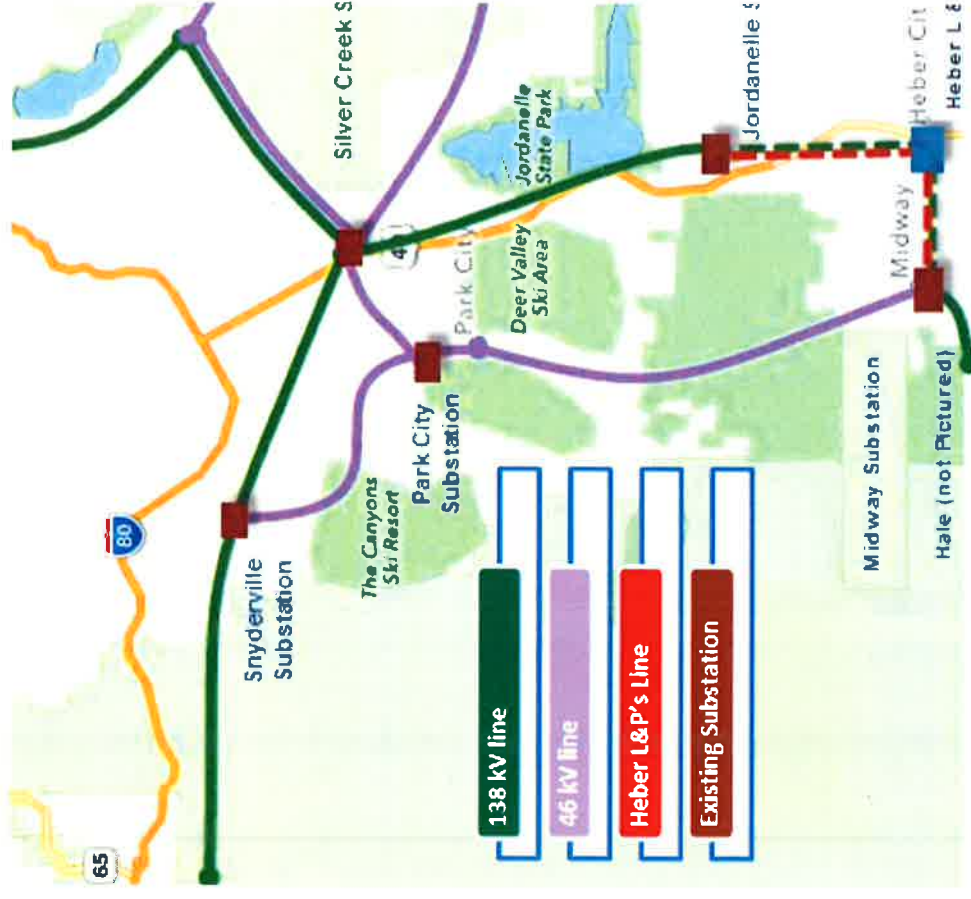 65
80
Snyderville
Substation
Silver Creek S
4
The Canyons
Ski Resort
Park City
Substation
Park City
Deer Valley
Ski Area
Jordanelle
State Park
138 kV line
46 kV line
Heber L&P's Line
Existing Substation
Jordanelle S
Midway Substation
Midway
Heber Cit
Hale (not Pictured)
Heber L &